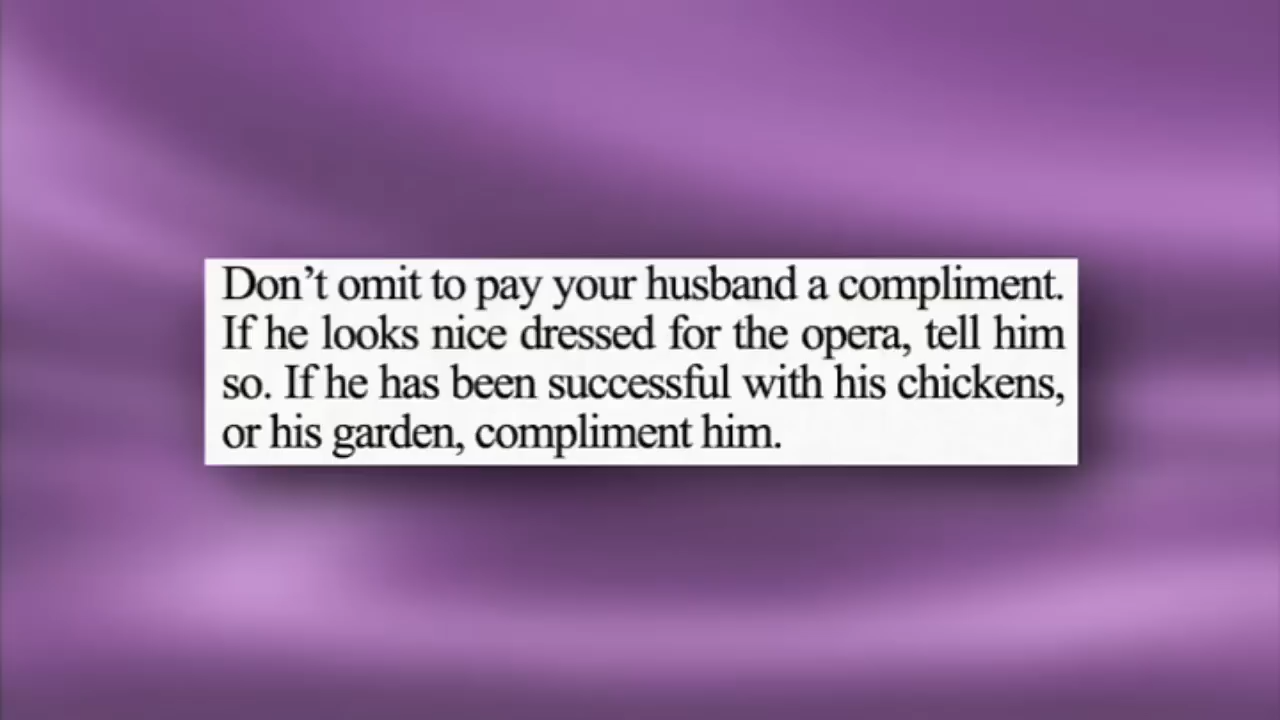 Don’t omit to pay your husband a compliment.
If he looks nice dressed for the opera, tell him
so. If he has been successful with his chickens,
or his garden, compliment him.